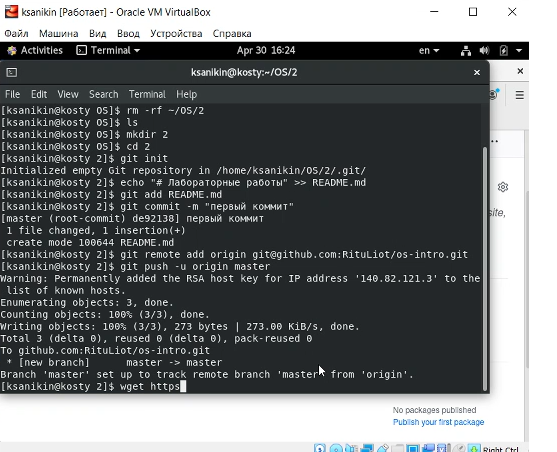 ksanikin [Работает] - Oracle VM VirtualBox
Файл Машина Вид Ввод Устройства Справка
Activities Terminal Apr 30 16:24 en
ksanikin@kosty:~/OS/2
File Edit View Search Terminal Help
[ksanikin@kosty OS]$ rm -rf ~/OS/2
[ksanikin@kosty OS]$ ls
[ksanikin@kosty OS]$ mkdir 2
[ksanikin@kosty OS]$ cd 2
[ksanikin@kosty 2]$ git init
Initialized empty Git repository in /home/ksanikin/OS/2/.git/
[ksanikin@kosty 2]$ echo "# Лабораторные работы" >> README.md
[ksanikin@kosty 2]$ git add README.md
[ksanikin@kosty 2]$ git commit -m "первый коммит"
[master (root-commit) de92138] первый коммит
1 file changed, 1 insertion(+)
create mode 100644 README.md
[ksanikin@kosty 2]$ git remote add origin git@github.com:RituLiot/os-intro.git
[ksanikin@kosty 2]$ git push -u origin master
Warning: Permanently added the RSA host key for IP address '140.82.121.3' to the
list of known hosts.
Enumerating objects: 3, done.
Counting objects: 100% (3/3), done.
Writing objects: 100% (3/3), 273 bytes | 273.00 KiB/s, done.
Total 3 (delta 0), reused 0 (delta 0), pack-reused 0
To github.com:RituLiot/os-intro.git
* [new branch] master -> master
Branch 'master' set up to track remote branch 'master' from 'origin'.
[ksanikin@kosty 2]$ wget https
site,
No packages published
Publish your first package
Right Ctrl